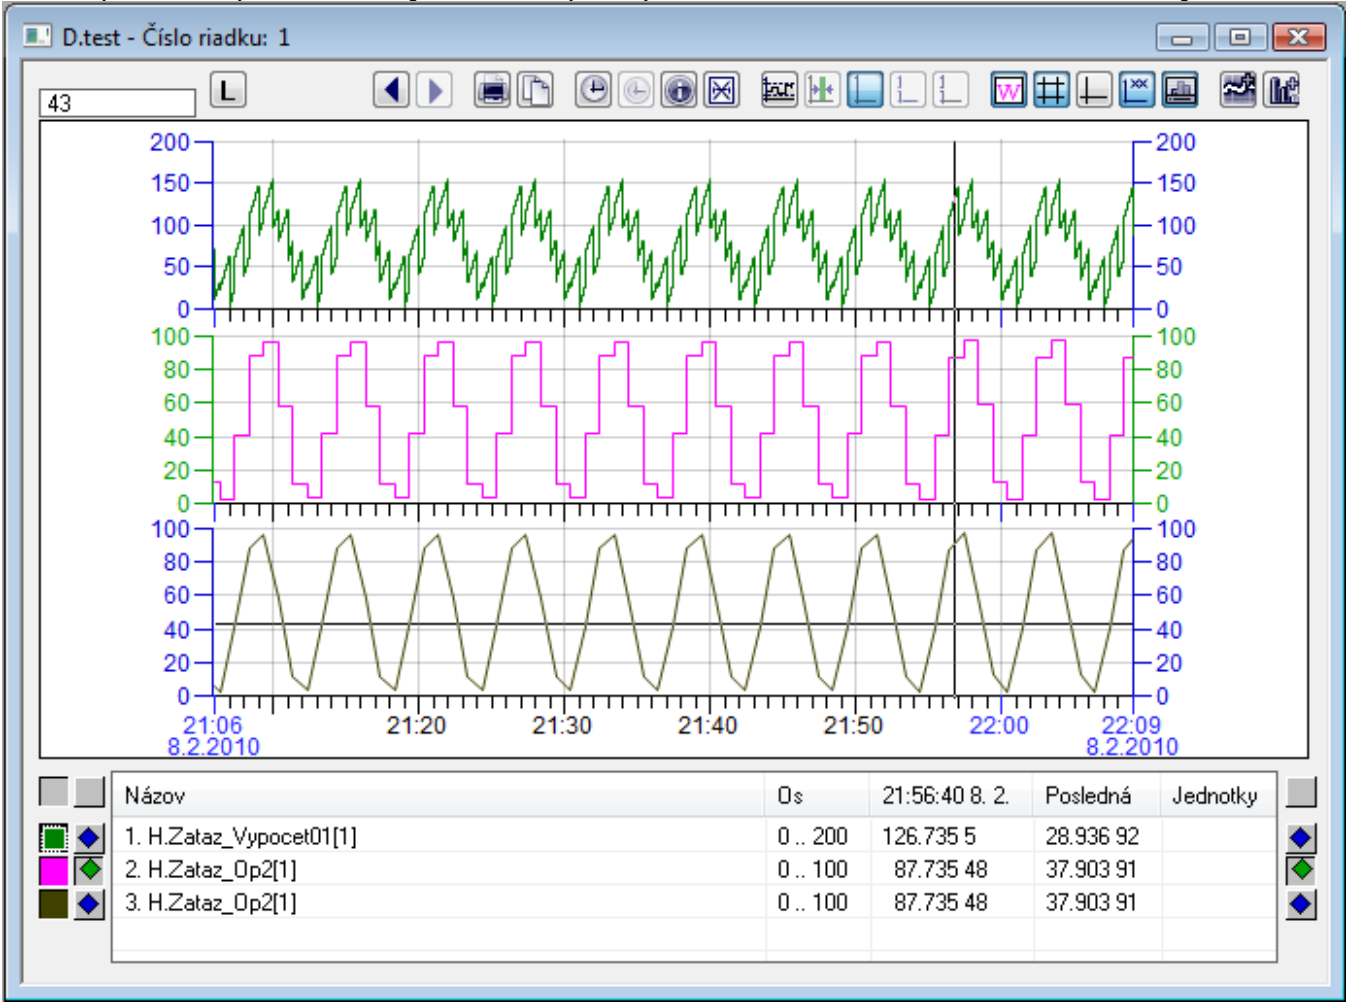 D.test - Číslo riadku: 1
43
L
W
200 200
150 150
100 100
50 50
0 0
100 100
80 80
60 60
40 40
20 20
0 0
100 100
80 80
60 60
40 40
20 20
0 0
21:06 21:20 21:30 21:40 21:50 22:00 22:09
8.2.2010 8.2.2010
Názov Os 21:56:40 8. 2. Posledná Jednotky
1. H.Zataz_Vypocet01[1] 0 .. 200 126.735 5 28.936 92
2. H.Zataz_Op2[1] 0 .. 100 87.735 48 37.903 91
3. H.Zataz_Op2[1] 0 .. 100 87.735 48 37.903 91